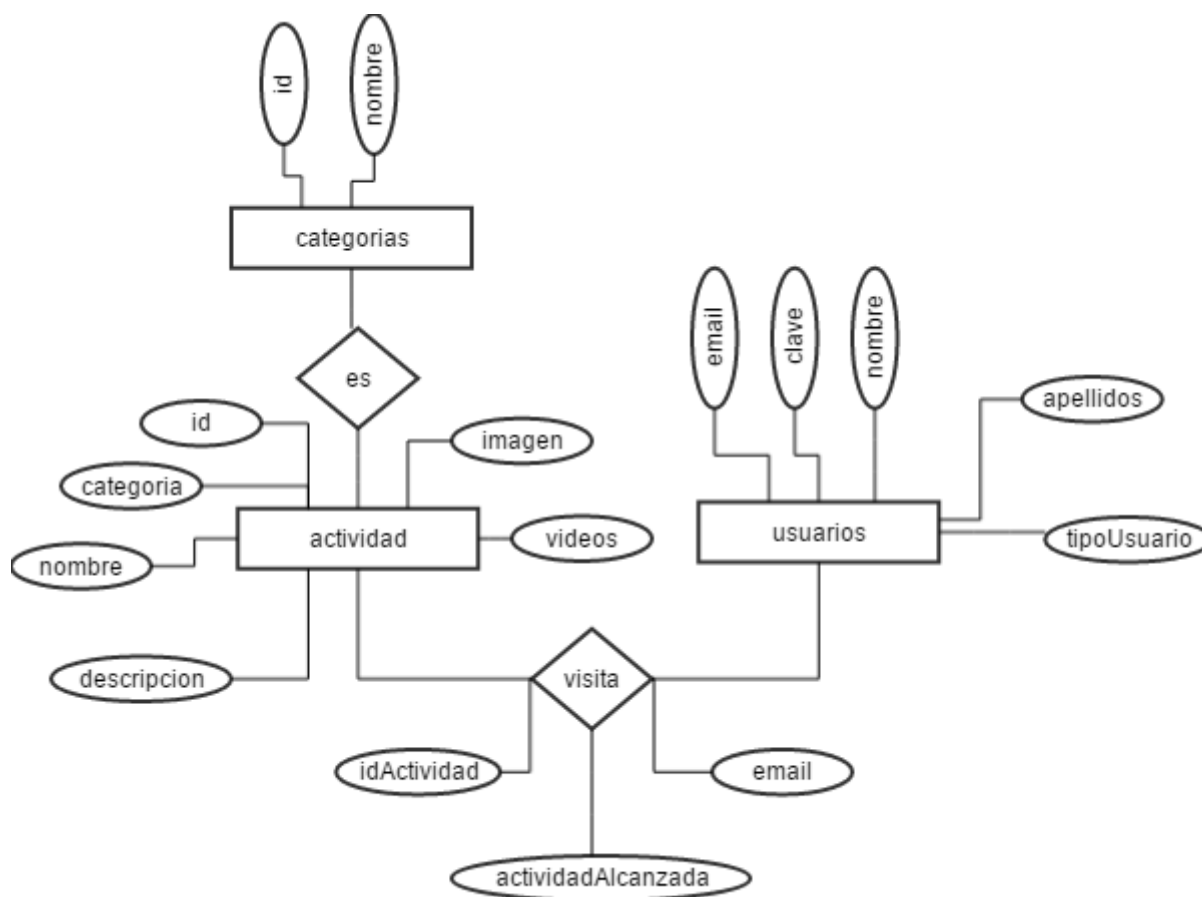 id
nombre
categorias
es
email
clave
nombre
apellidos
id
imagen
categoria
actividad
videos
usuarios
tipoUsuario
nombre
descripcion
visita
idActividad
email
actividadAlcanzada